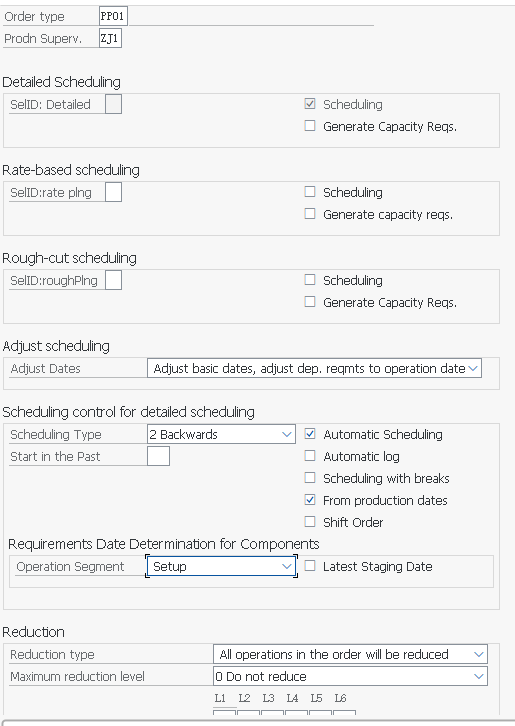 Order type PP01
Prodn Superv. ZJ1
Detailed Scheduling
SelID: Detailed Scheduling
Generate Capacity Reqs.
Rate-based scheduling
SelID:rate plng Scheduling
Generate capacity reqs.
Rough-cut scheduling
SelID:roughPlng Scheduling
Generate Capacity Reqs.
Adjust scheduling
Adjust Dates Adjust basic dates, adjust dep. reqmts to operation date
Scheduling control for detailed scheduling
Scheduling Type 2 Backwards Automatic Scheduling
Start in the Past Automatic log
Scheduling with breaks
From production dates
Shift Order
Requirements Date Determination for Components
Operation Segment Setup Latest Staging Date
Reduction
Reduction type All operations in the order will be reduced
Maximum reduction level 0 Do not reduce
L1 L2 L3 L4 L5 L6